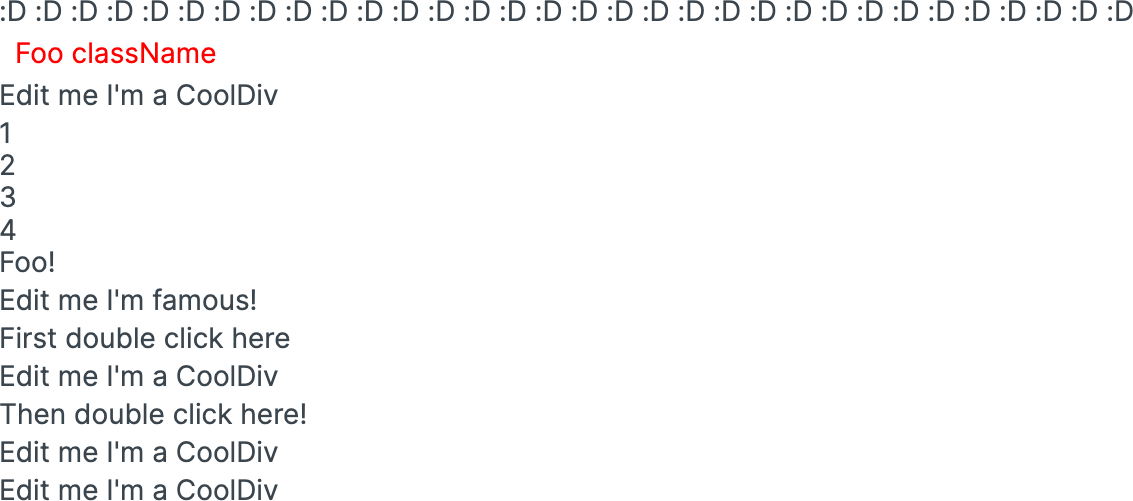 :D :D :D :D :D :D :D :D :D :D :D :D :D :D :D :D :D :D :D :D :D :D :D :D :D :D :D :D :D :D :D :D
Foo className
Edit me I'm a CoolDiv
1
2
3
4
Foo!
Edit me I'm famous!
First double click here
Edit me I'm a CoolDiv
Then double click here!
Edit me I'm a CoolDiv
Edit me I'm a CoolDiv